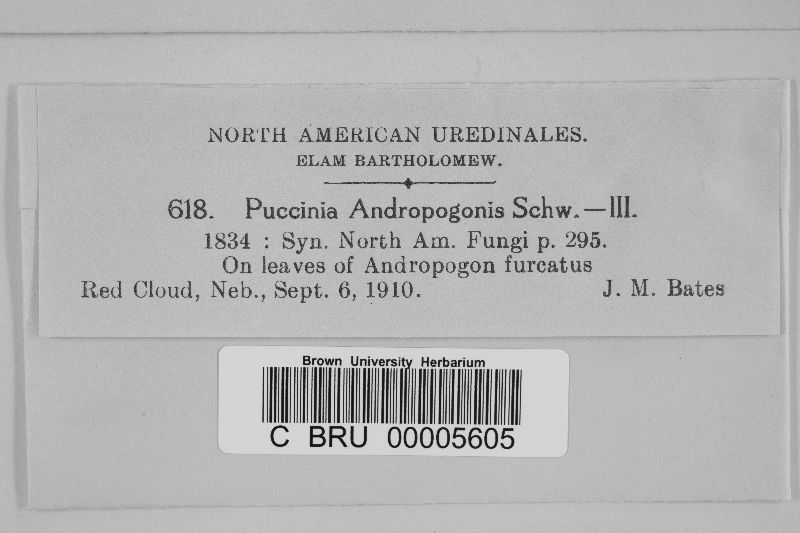 NORTH AMERICAN UREDINALES.
ELAM BARTHOLOMEW.
618. Puccinia Andropogonis Schw.—III.
1834 : Syn. North Am. Fungi p. 295.
On leaves of Andropogon furcatus
Red Cloud, Neb., Sept. 6, 1910. J. M. Bates
Brown University Herbarium
C BRU 00005605